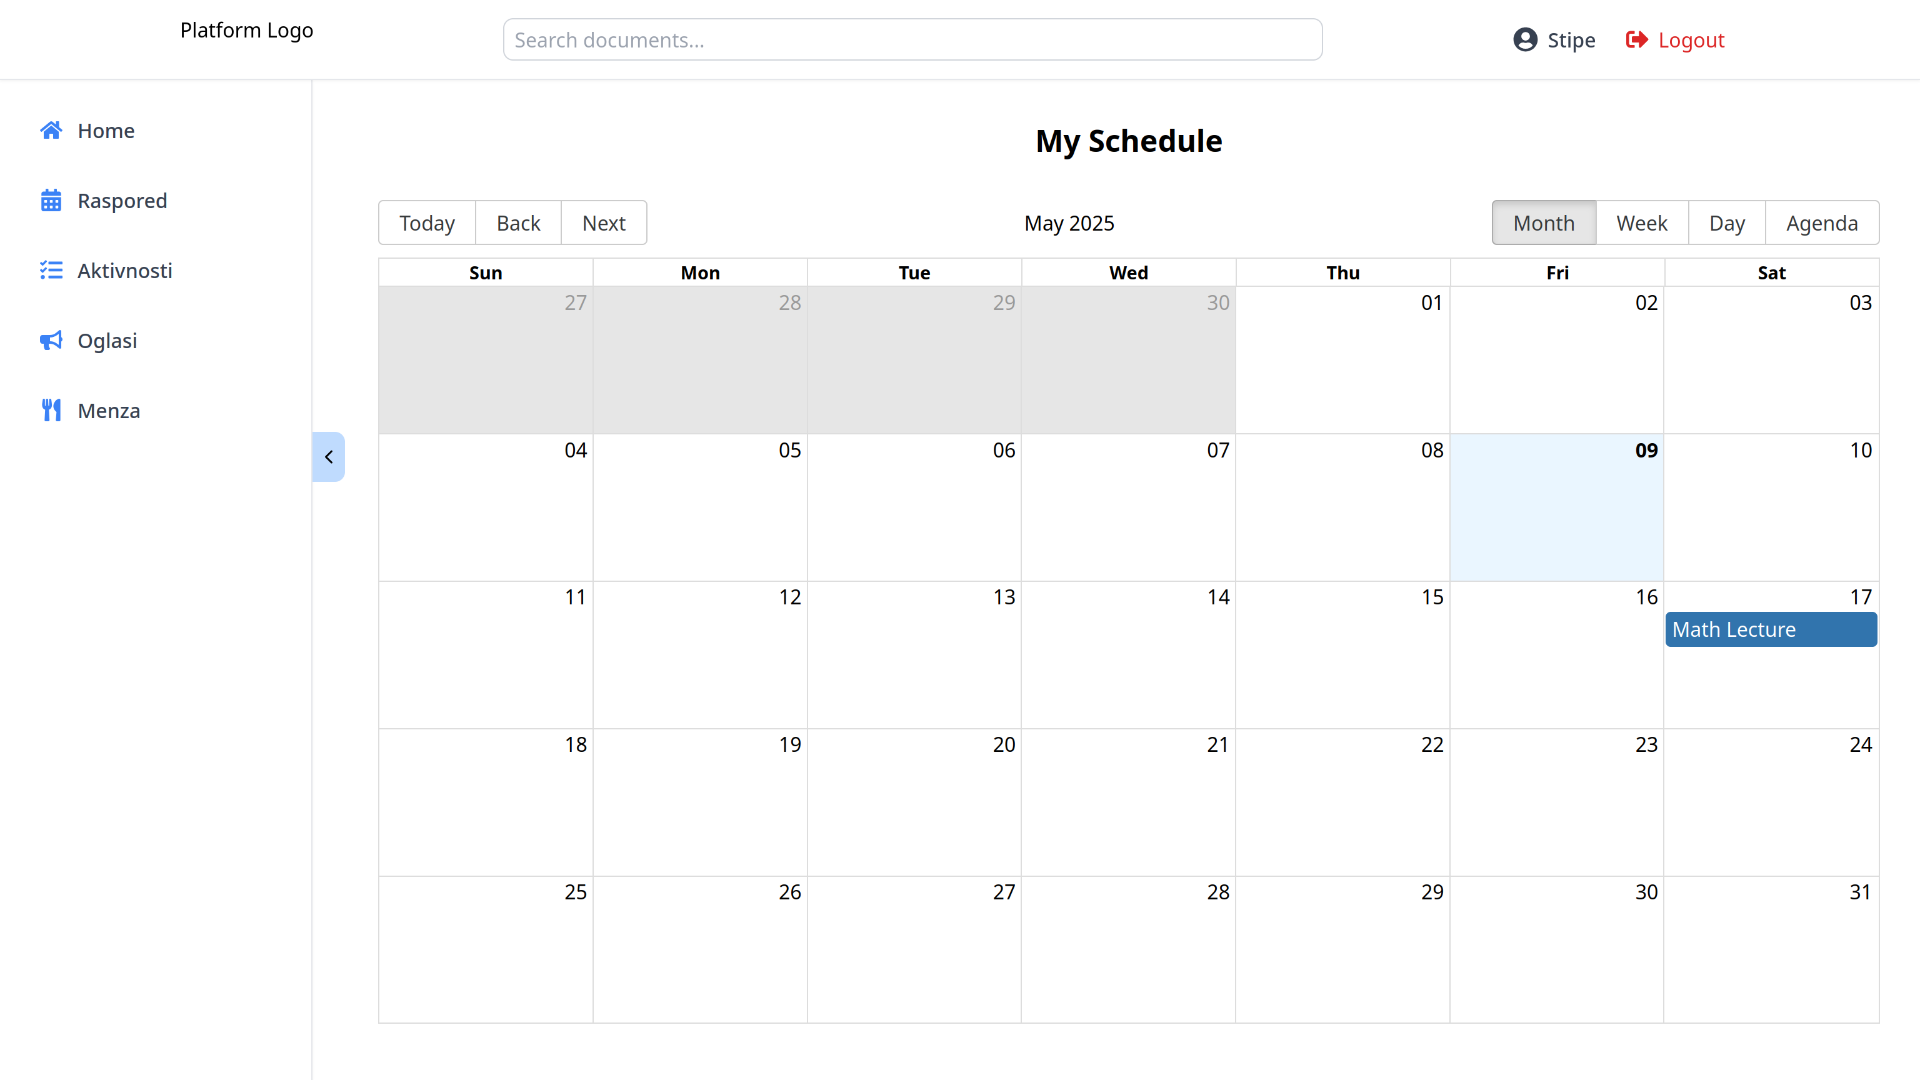 Platform Logo
Search documents...
Stipe
Logout
Home
Raspored
Aktivnosti
Oglasi
Menza
My Schedule
Today Back Next
May 2025
Month Week Day Agenda
Sun Mon Tue Wed Thu Fri Sat
27 28 29 30 01 02 03
04 05 06 07 08 09 10
11 12 13 14 15 16 17
Math Lecture
18 19 20 21 22 23 24
25 26 27 28 29 30 31